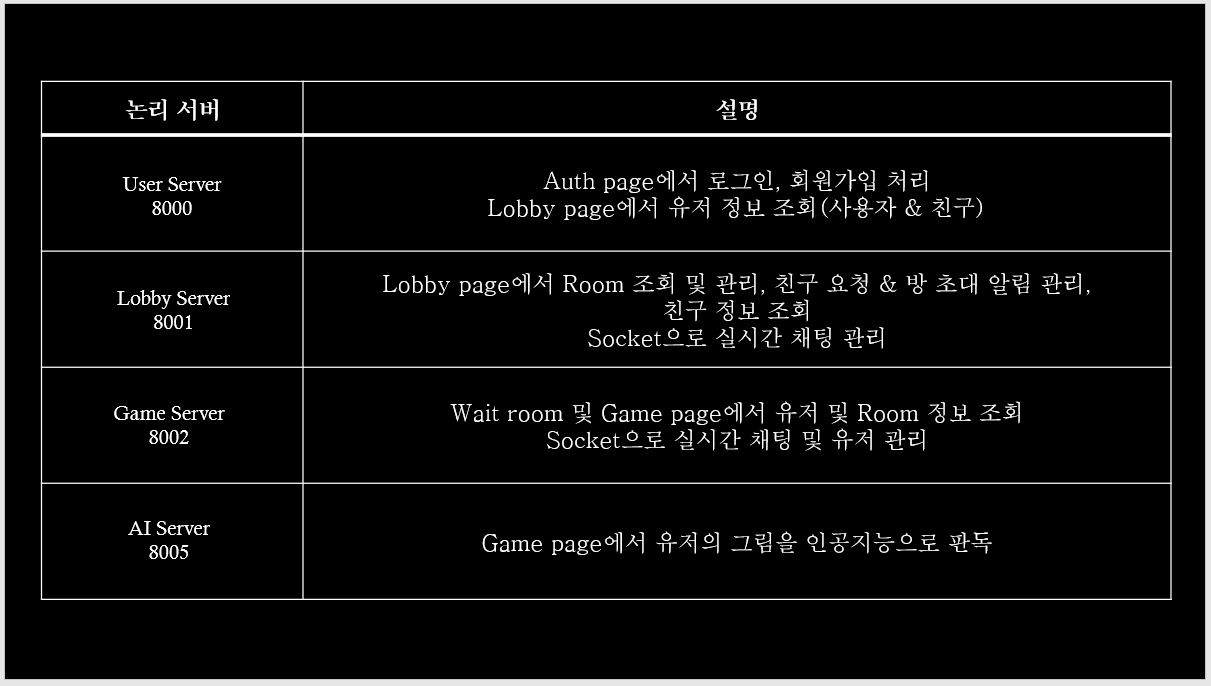 논리 서버
설명
User Server
8000
Auth page에서 로그인, 회원가입 처리
Lobby page에서 유저 정보 조회(사용자 & 친구)
Lobby Server
8001
Lobby page에서 Room 조회 및 관리, 친구 요청 & 방 초대 알림 관리,
친구 정보 조회
Socket으로 실시간 채팅 관리
Game Server
8002
Wait room 및 Game page에서 유저 및 Room 정보 조회
Socket으로 실시간 채팅 및 유저 관리
AI Server
8005
Game page에서 유저의 그림을 인공지능으로 판독